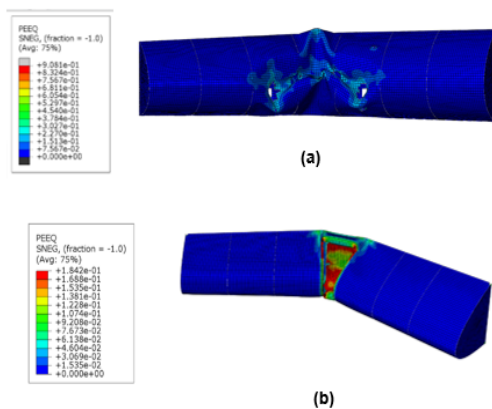 PEEQ
SNEG, (fraction = -1.0)
(Avg: 75%)
+9.081e-01
+8.324e-01
+7.567e-01
+6.811e-01
+6.054e-01
+5.297e-01
+4.540e-01
+3.784e-01
+3.027e-01
+2.270e-01
+1.513e-01
+7.567e-02
+0.000e+00
(a)
PEEQ
SNEG, (fraction = -1.0)
(Avg: 75%)
+1.842e-01
+1.688e-01
+1.535e-01
+1.381e-01
+1.228e-01
+1.074e-01
+9.208e-02
+7.673e-02
+6.138e-02
+4.604e-02
+3.069e-02
+1.535e-02
+0.000e+00
(b)